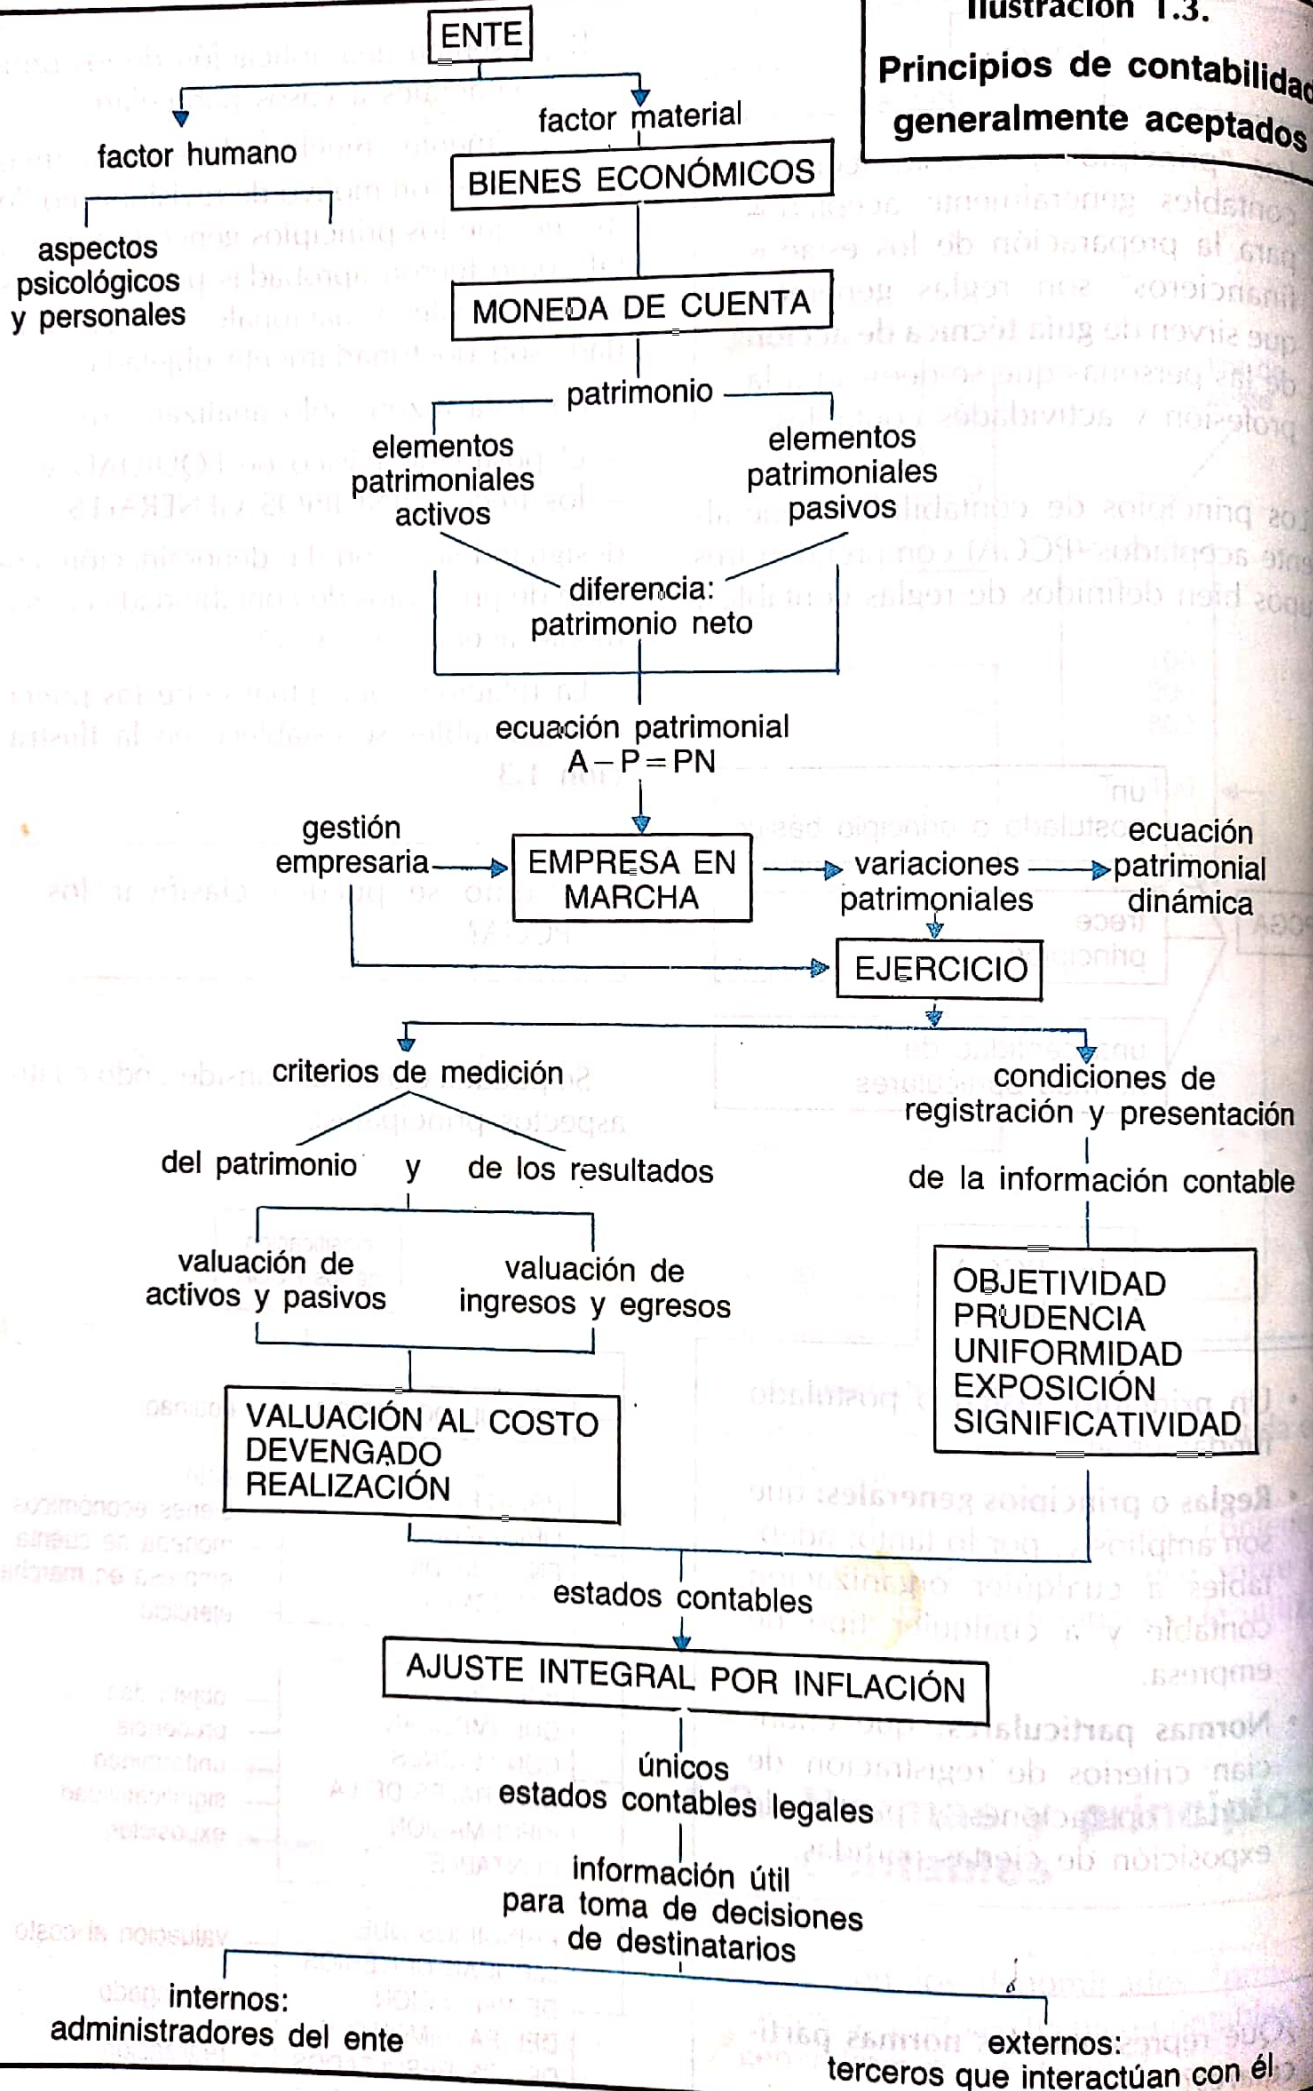 Ilustración 1.3.
Principios de contabilidad
generalmente aceptados
ENTE
factor humano
factor material
aspectos
psicológicos
y personales
BIENES ECONÓMICOS
MONEDA DE CUENTA
patrimonio
elementos
patrimoniales
activos
elementos
patrimoniales
pasivos
diferencia:
patrimonio neto
ecuación patrimonial
A – P = PN
gestión
empresaria
EMPRESA EN
MARCHA
variaciones
patrimoniales
ecuación
patrimonial
dinámica
EJERCICIO
criterios de medición
del patrimonio y de los resultados
valuación de
activos y pasivos
valuación de
ingresos y egresos
VALUACIÓN AL COSTO
DEVENGADO
REALIZACIÓN
condiciones de
registración y presentación
de la información contable
OBJETIVIDAD
PRUDENCIA
UNIFORMIDAD
EXPOSICIÓN
SIGNIFICATIVIDAD
estados contables
AJUSTE INTEGRAL POR INFLACIÓN
únicos
estados contables legales
información útil
para toma de decisiones
de destinatarios
internos:
administradores del ente
externos:
terceros que interactúan con él